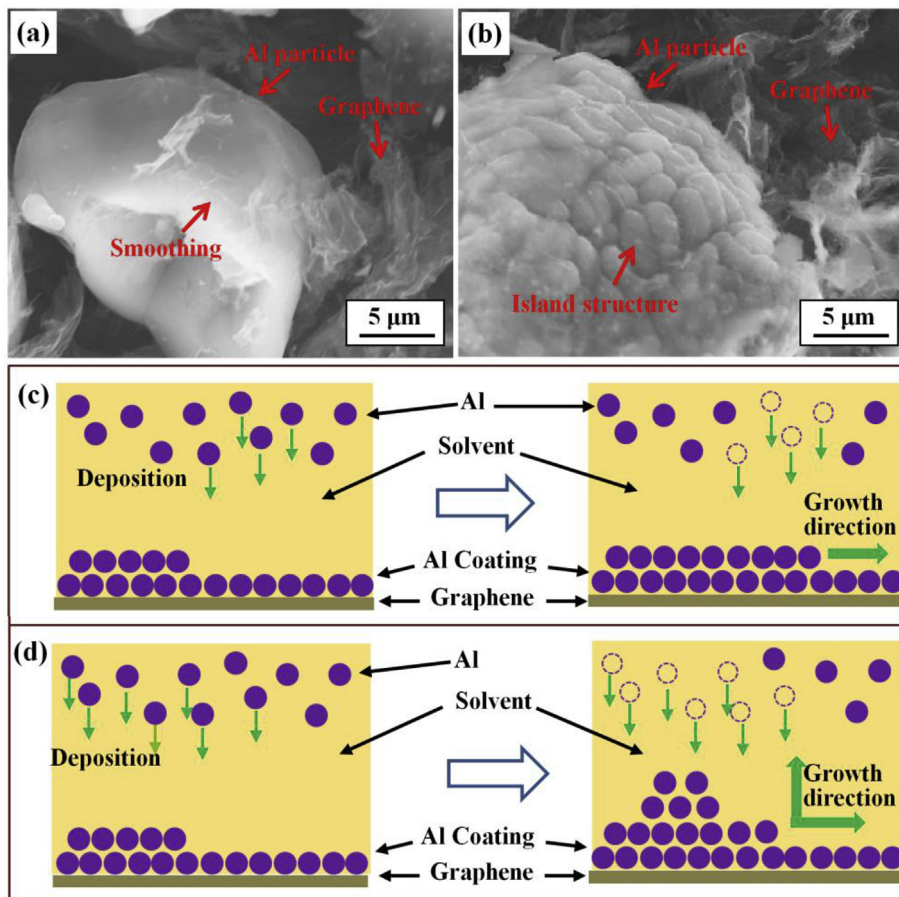 (a)
Al particle
Graphene
Smoothing
5 μm
(b)
Al particle
Graphene
Island structure
5 μm
(c)
Al
Deposition
Solvent
Growth
direction
Al Coating
Graphene
(d)
Al
Solvent
Deposition
Growth
direction
Al Coating
Graphene